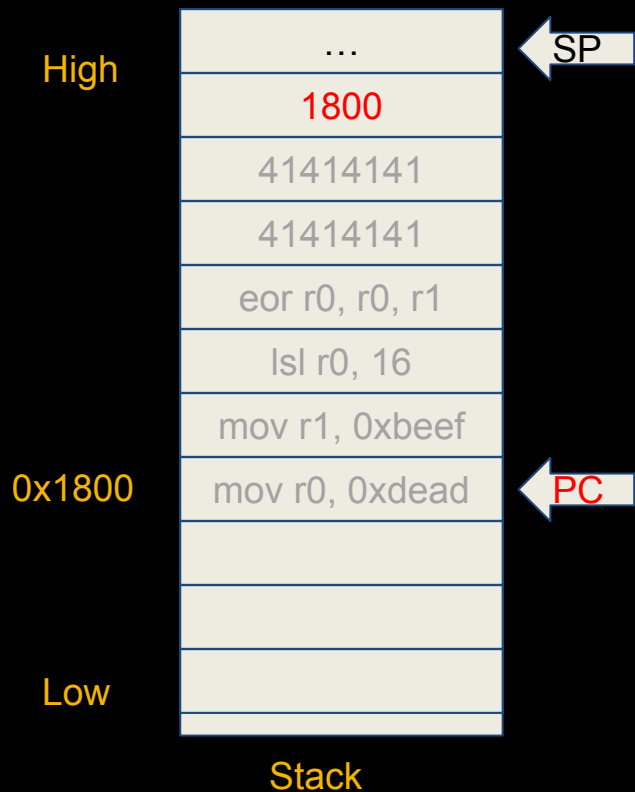 ...
SP
High
1800
41414141
41414141
eor r0, r0, r1
lsl r0, 16
mov r1, 0xbeef
0x1800
mov r0, 0xdead
PC
Low
Stack